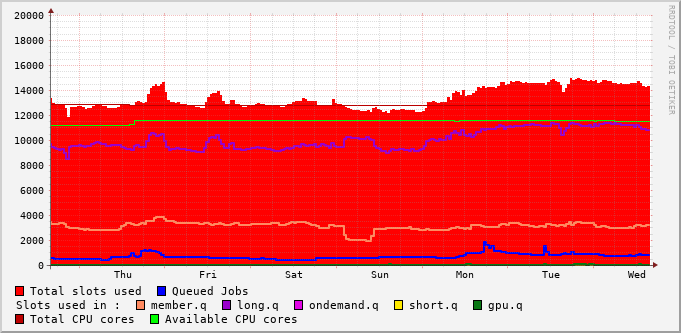 RRDTOOL / TOBI OETIKER
20000
18000
16000
14000
12000
10000
8000
6000
4000
2000
0
Thu Fri Sat Sun Mon Tue Wed
Total slots used Queued Jobs
Slots used in : member.q long.q ondemand.q short.q gpu.q
Total CPU cores Available CPU cores